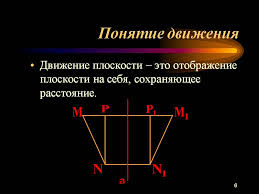 Понятие движения
• Движение плоскости – это отображение
плоскости на себя, сохраняющее
расстояние.
M P P₁ M₁
N N₁
a
6